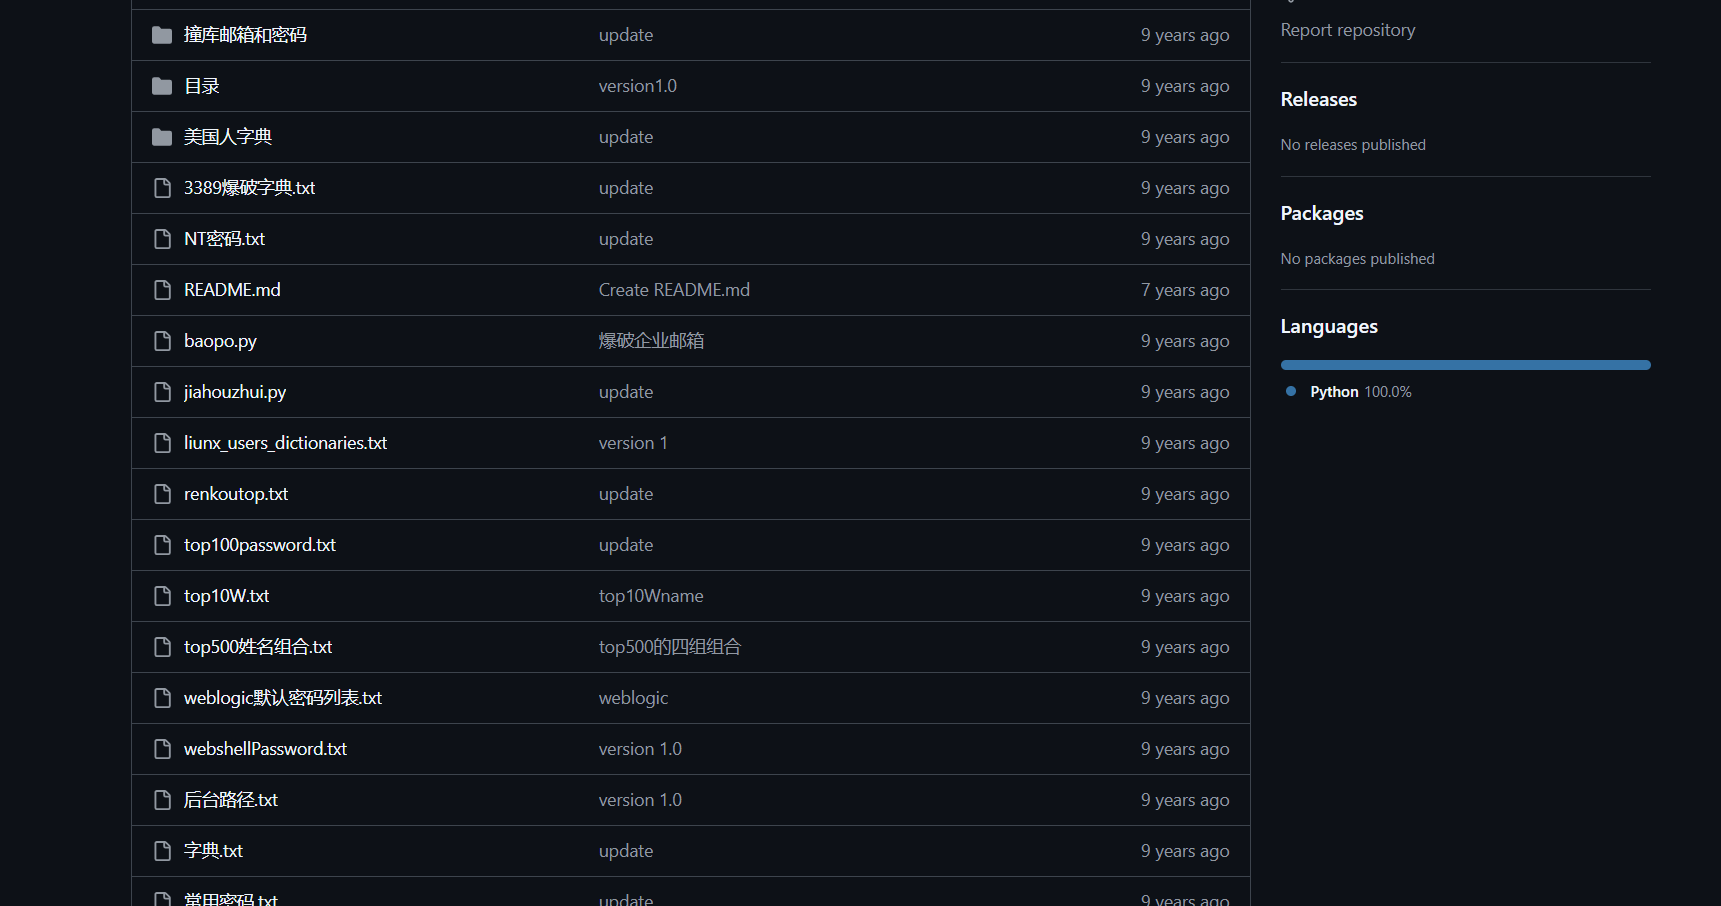 撞库邮箱和密码 update 9 years ago
目录 version1.0 9 years ago
美国人字典 update 9 years ago
3389爆破字典.txt update 9 years ago
NT密码.txt update 9 years ago
README.md Create README.md 7 years ago
baopo.py 爆破企业邮箱 9 years ago
jiahouzhui.py update 9 years ago
liunx_users_dictionaries.txt version 1 9 years ago
renkoutop.txt update 9 years ago
top100password.txt update 9 years ago
top10W.txt top10Wname 9 years ago
top500姓名组合.txt top500的四组组合 9 years ago
weblogic默认密码列表.txt weblogic 9 years ago
webshellPassword.txt version 1.0 9 years ago
后台路径.txt version 1.0 9 years ago
字典.txt update 9 years ago
常用密码.txt update 9 years ago
Report repository
Releases
No releases published
Packages
No packages published
Languages
Python 100.0%